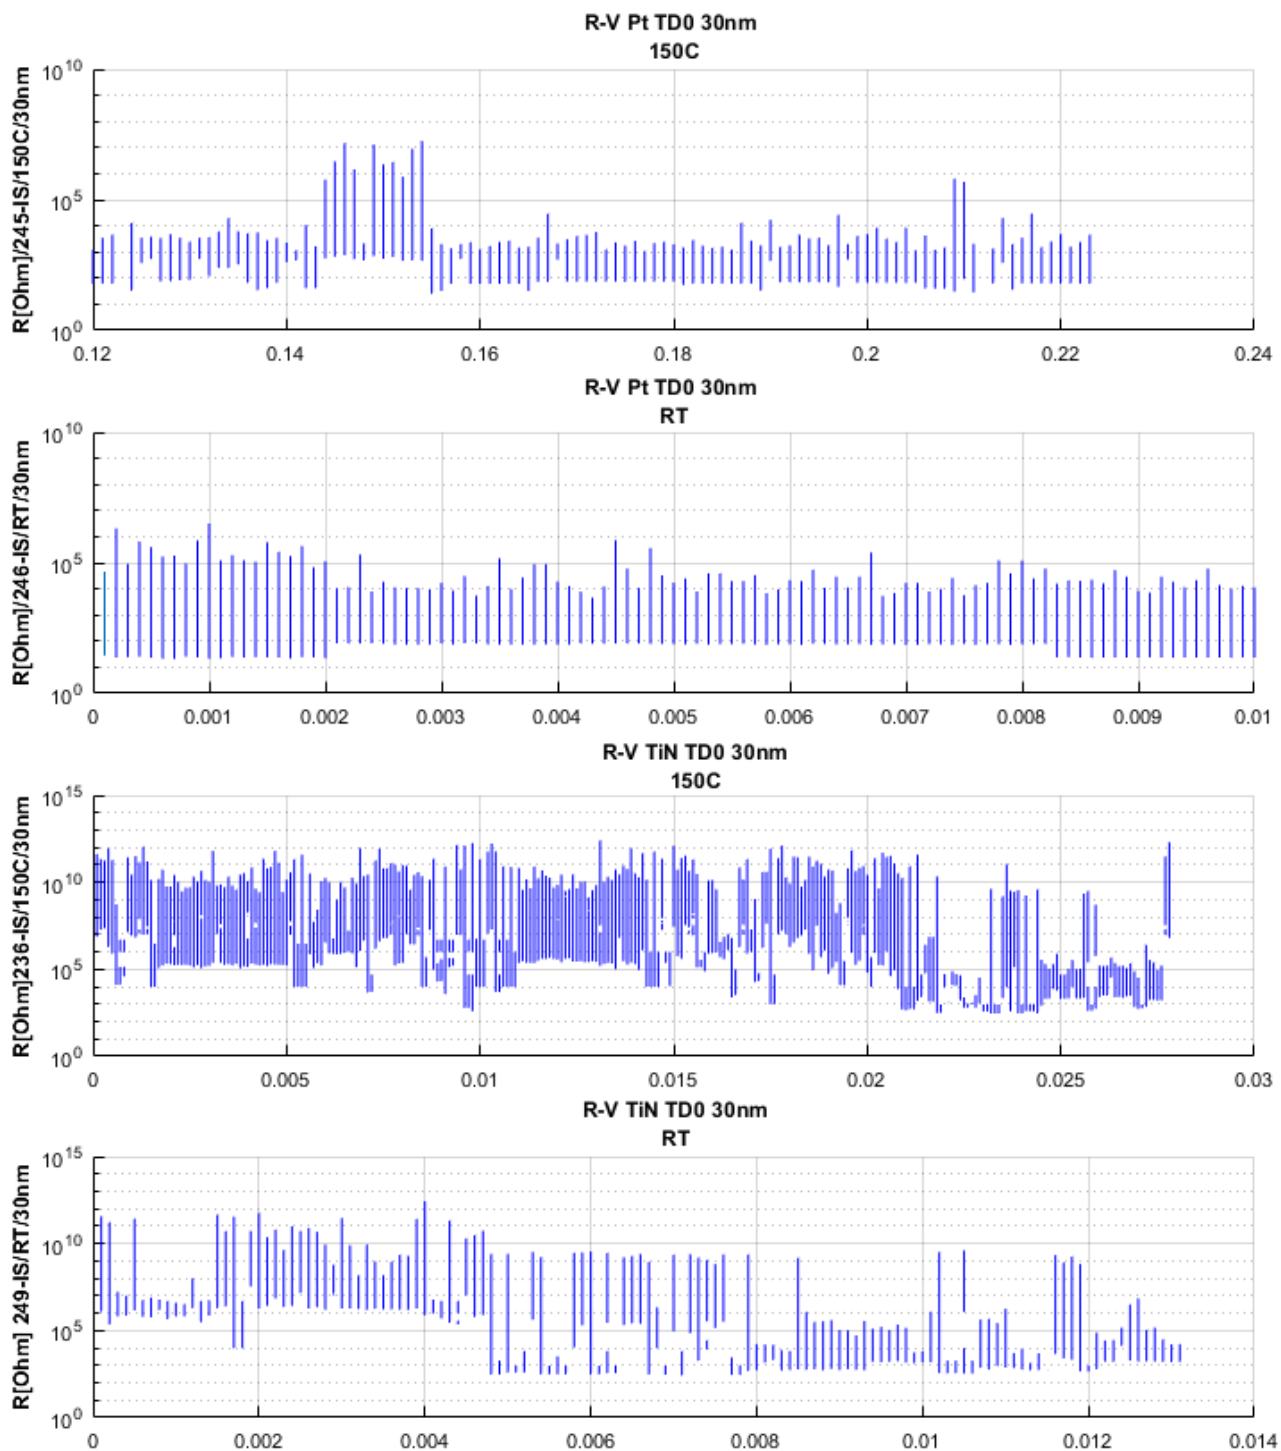 R-V Pt TD0 30nm
150C
R[Ohm]/245-IS/150C/30nm
10^10
10^5
10^0
0.12 0.14 0.16 0.18 0.2 0.22 0.24
R-V Pt TD0 30nm
RT
R[Ohm]/246-IS/RT/30nm
10^10
10^5
10^0
0 0.001 0.002 0.003 0.004 0.005 0.006 0.007 0.008 0.009 0.01
R-V TiN TD0 30nm
150C
R[Ohm]236-IS/150C/30nm
10^15
10^10
10^5
10^0
0 0.005 0.01 0.015 0.02 0.025 0.03
R-V TiN TD0 30nm
RT
R[Ohm] 249-IS/RT/30nm
10^15
10^10
10^5
10^0
0 0.002 0.004 0.006 0.008 0.01 0.012 0.014